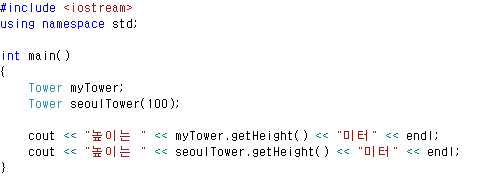 #include <iostream>
using namespace std;
int main()
{
Tower myTower;
Tower seoulTower(100);
cout << "높이는 " << myTower.getHeight() << "미터" << endl;
cout << "높이는 " << seoulTower.getHeight() << "미터" << endl;
}